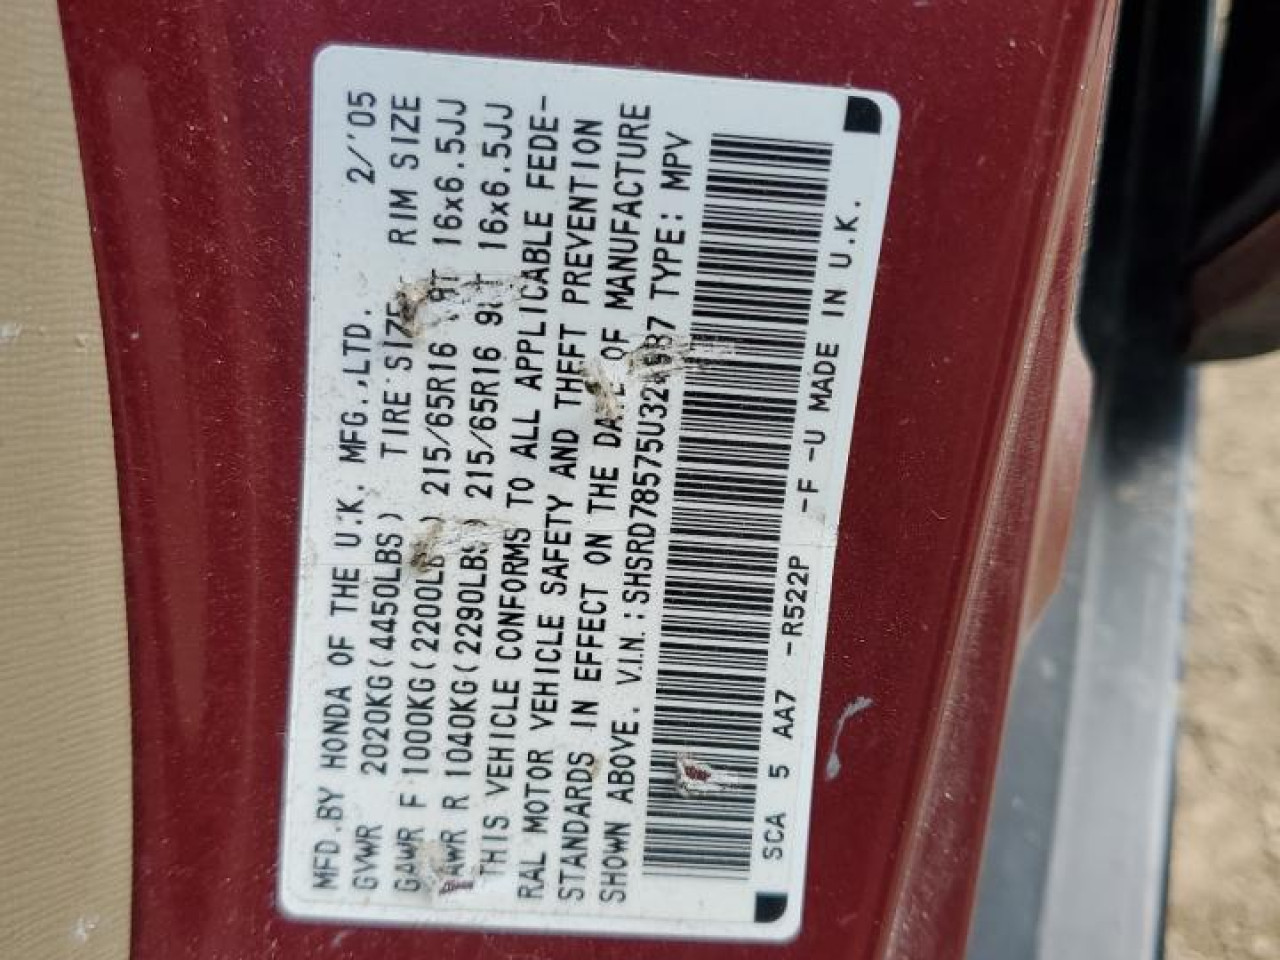 MFD.BY HONDA OF THE U.K. MFG.,LTD. 2/'05
GVWR 2020KG(4450LBS) TIRE SIZE RIM SIZE
GAWR F 1000KG(2200LB ) 215/65R16 16x6.5JJ
GAWR R 1040KG(2290LBS) 215/65R16 16x6.5JJ
THIS VEHICLE CONFORMS TO ALL APPLICABLE FEDE-
RAL MOTOR VEHICLE SAFETY AND THEFT PREVENTION
STANDARDS IN EFFECT ON THE DATE OF MANUFACTURE
SHOWN ABOVE. V.I.N.: TYPE: MPV
SCA 5 AA7 -R522P -F -U MADE IN U.K.